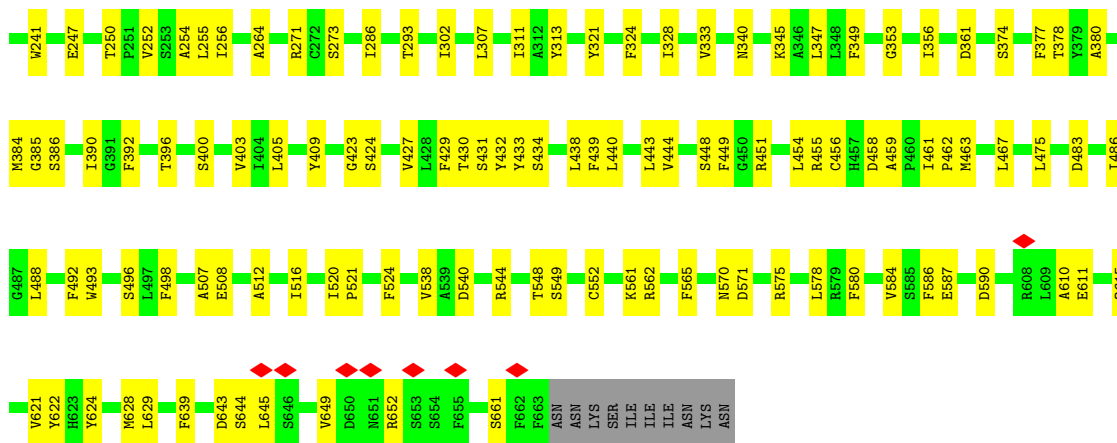 W241 E247 T250 P251 V252 S253 A254 L255 I256 A264 R271 C272 S273 I286 T293 I302 L307 I311 A312 Y313 Y321 F324 I328 V333 N340 K345 A346 L347 L348 F349 G353 I356 D361 S374 F377 T378 Y379 A380
M384 G385 S386 I390 G391 F392 T396 S400 V403 I404 L405 Y409 G423 S424 V427 L428 F429 T430 S431 Y432 Y433 S434 L438 F439 L440 L443 V444 S448 F449 G450 R451 L454 R455 C456 H457 D458 A459 P460 I461 P462 M463 L467 L475 D483
G487 L488 F492 W493 S496 L497 F498 A507 E508 A512 I516 I520 P521 F524 V538 A539 D540 R544 T548 S549 C552 K561 R562 F565 N570 D571 R575 L578 R579 F580 V584 S585 F586 E587 D590 R608 L609 A610 E611
V621 Y622 H623 Y624 M628 L629 F639 D643 S644 L645 S646 V649 D650 N651 R652 S653 S654 F655 S661 F662 F663 ASN ASN LYS SER ILE ILE ILE ASN LYS ASN